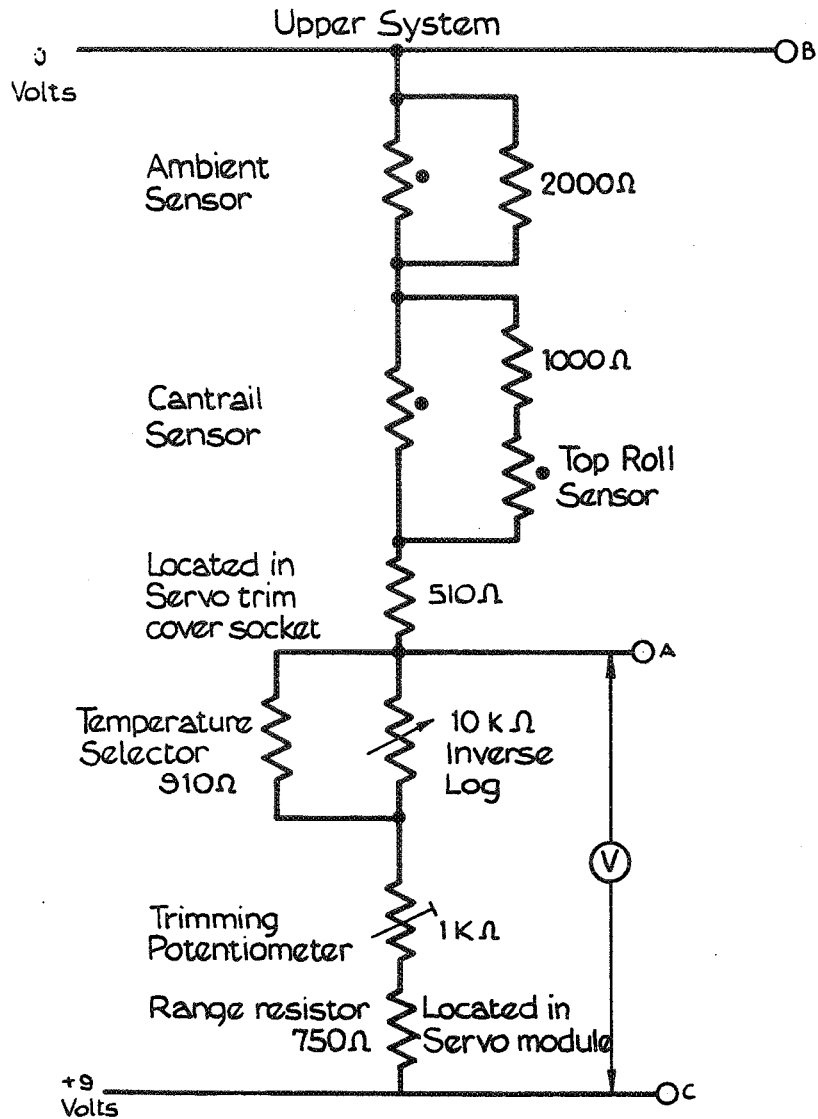 Upper System
0
Volts
B
Ambient
Sensor
2000Ω
Cantrail
Sensor
1000Ω
Top Roll
Sensor
Located in
Servo trim
cover socket
510Ω
A
Temperature
Selector
910Ω
10 K Ω
Inverse
Log
V
Trimming
Potentiometer
1KΩ
Range resistor
750Ω
Located in
Servo module
+9
Volts
C